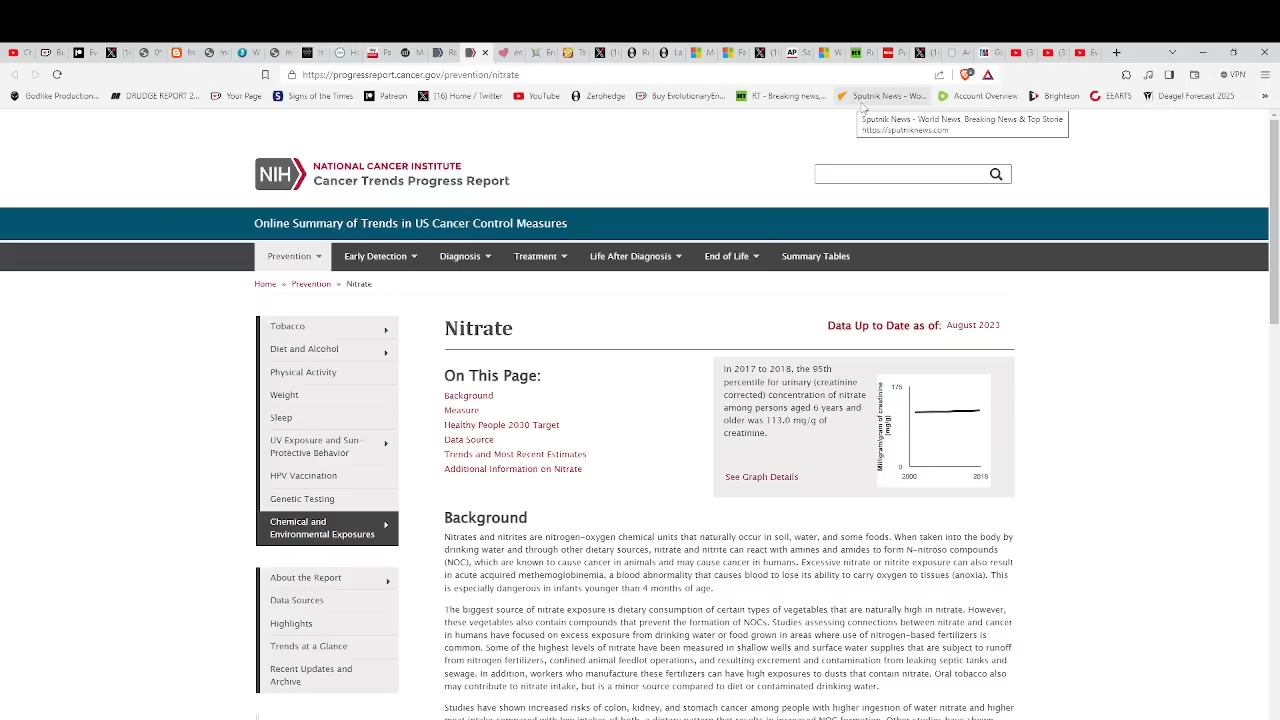 https://progressreport.cancer.gov/prevention/nitrate
VPN
Godlike Production...
DRUDGE REPORT 2...
Your Page
Signs of the Times
Patreon
(1) Home / Twitter
YouTube
Zerohedge
Buy EvolutionaryEn...
RT - Breaking news,...
Sputnik News - Wo...
Account Overview
Brighteon
EEARTS
Deagel Forecast 2025
Sputnik News - World News, Breaking News & Top Storie
https://sputniknews.com
NIH
NATIONAL CANCER INSTITUTE
Cancer Trends Progress Report
Online Summary of Trends in US Cancer Control Measures
Prevention
Early Detection
Diagnosis
Treatment
Life After Diagnosis
End of Life
Summary Tables
Home » Prevention » Nitrate
Tobacco
Diet and Alcohol
Physical Activity
Weight
Sleep
UV Exposure and Sun-
Protective Behavior
HPV Vaccination
Genetic Testing
Chemical and
Environmental Exposures
About the Report
Data Sources
Highlights
Trends at a Glance
Recent Updates and
Archive
Nitrate
Data Up to Date as of: August 2023
On This Page:
Background
Measure
Healthy People 2030 Target
Data Source
Trends and Most Recent Estimates
Additional Information on Nitrate
In 2017 to 2018, the 95th
percentile for urinary (creatinine
corrected) concentration of nitrate
among persons aged 6 years and
older was 113.0 mg/g of
creatinine.
See Graph Details
Milligram/gram of creatinine
(mg/g)
175
0
2000
2018
Background
Nitrates and nitrites are nitrogen-oxygen chemical units that naturally occur in soil, water, and some foods. When taken into the body by
drinking water and through other dietary sources, nitrate and nitrite can react with amines and amides to form N-nitroso compounds
(NOC), which are known to cause cancer in animals and may cause cancer in humans. Excessive nitrate or nitrite exposure can also result
in acute acquired methemoglobinemia, a blood abnormality that causes blood to lose its ability to carry oxygen to tissues (anoxia). This
is especially dangerous in infants younger than 4 months of age.
The biggest source of nitrate exposure is dietary consumption of certain types of vegetables that are naturally high in nitrate. However,
these vegetables also contain compounds that prevent the formation of NOCs. Studies assessing connections between nitrate and cancer
in humans have focused on excess exposure from drinking water or food grown in areas where use of nitrogen-based fertilizers is
common. Some of the highest levels of nitrate have been measured in shallow wells and surface water supplies that are subject to runoff
from nitrogen fertilizers, confined animal feedlot operations, and resulting excrement and contamination from leaking septic tanks and
sewage. In addition, workers who manufacture these fertilizers can have high exposures to dusts that contain nitrate. Oral tobacco also
may contribute to nitrate intake, but is a minor source compared to diet or contaminated drinking water.
Studies have shown increased risks of colon, kidney, and stomach cancer among people with higher ingestion of water nitrate and higher